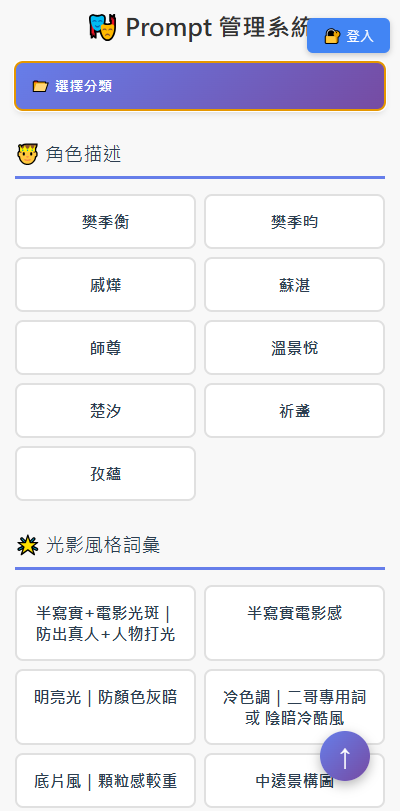 Prompt 管理系統
登入
選擇分類
角色描述
樊季衡
樊季昀
戚燁
蘇湛
師尊
溫景悅
楚汐
祈灩
孜蘊
光影風格詞彙
半寫實+電影光斑｜
防出真人+人物打光
半寫實電影感
明亮光｜防顏色灰暗
冷色調｜二哥專用詞
或 陰暗冷酷風
底片風｜顆粒感較重
中遠景構圖
↑